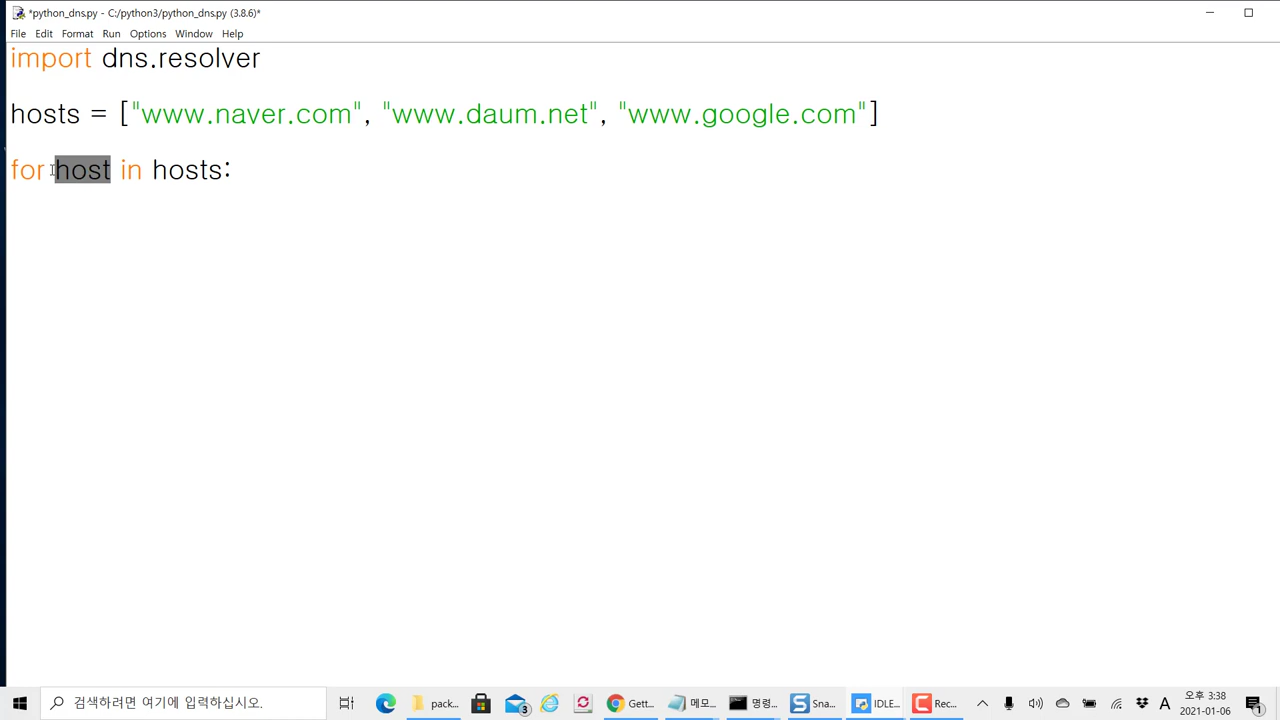 *python_dns.py - C:/python3/python_dns.py (3.8.6)*
File Edit Format Run Options Window Help
import dns.resolver
hosts = ["www.naver.com", "www.daum.net", "www.google.com"]
for host in hosts:
검색하려면 여기에 입력하십시오.
pack...
3
Gett...
메모...
명령...
Sna...
IDLE...
Rec...
A
오후 3:38
2021-01-06
1